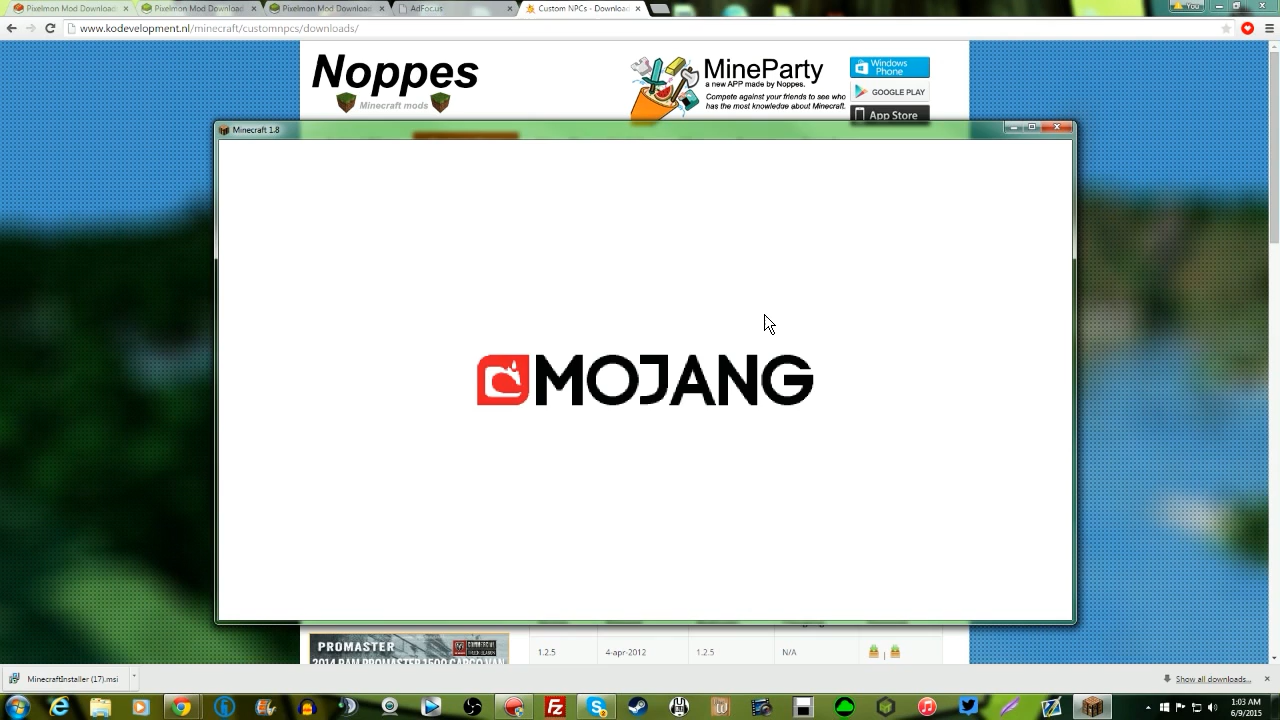 Pixelmon Mod Download
Pixelmon Mod Download
Pixelmon Mod Download
AdFoc.us
Custom NPCs - Download
You
www.kodevelopment.nl/minecraft/customnpcs/downloads/
Noppes
Minecraft mods
MineParty
a new APP made by Noppes.
Compete against your friends to see who
has the most knowledge about Minecraft.
Windows
Phone
GOOGLE PLAY
App Store
Minecraft 1.8
MOJANG
PROMASTER
COMMERCIAL
2014 RAM PROMASTER 1500 CARGO VAN
1.2.5
4-apr-2012
1.2.5
N/A
|
MinecraftInstaller (17).msi
Show all downloads...
1:03 AM
6/9/2015